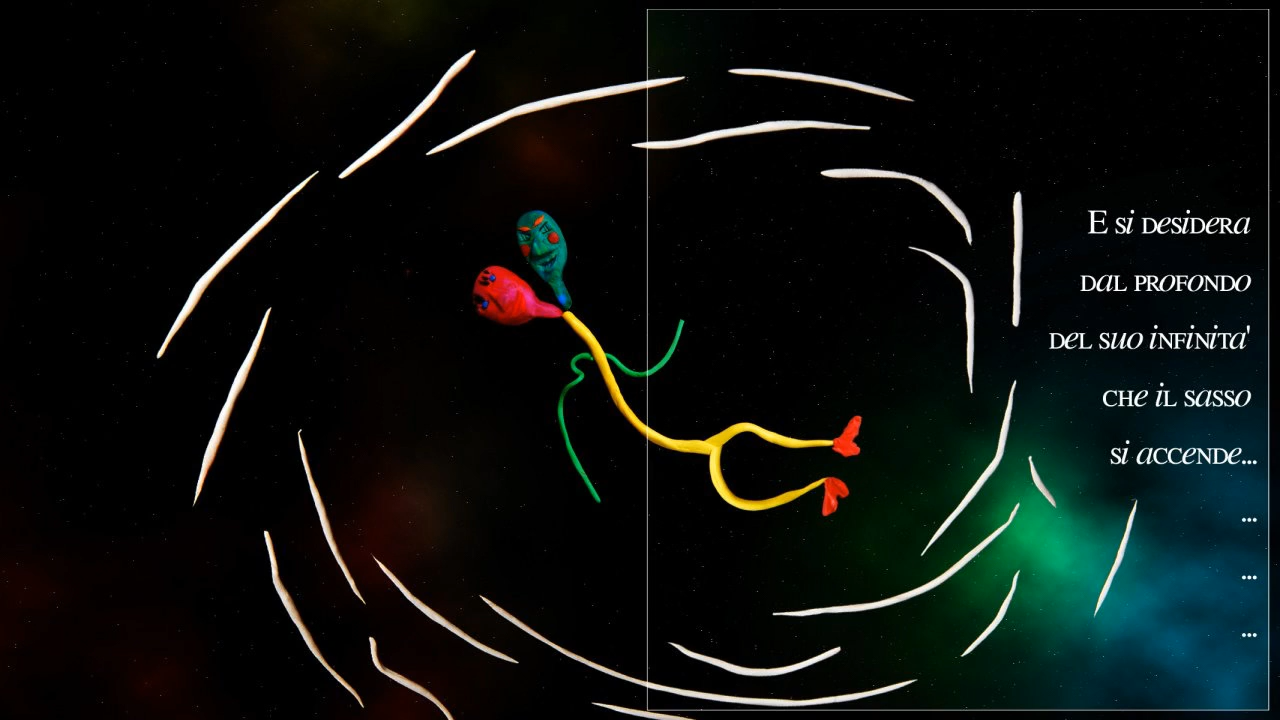 E si desidera
dal profondo
del suo infinita'
che il sasso
si accende...
...
...
...